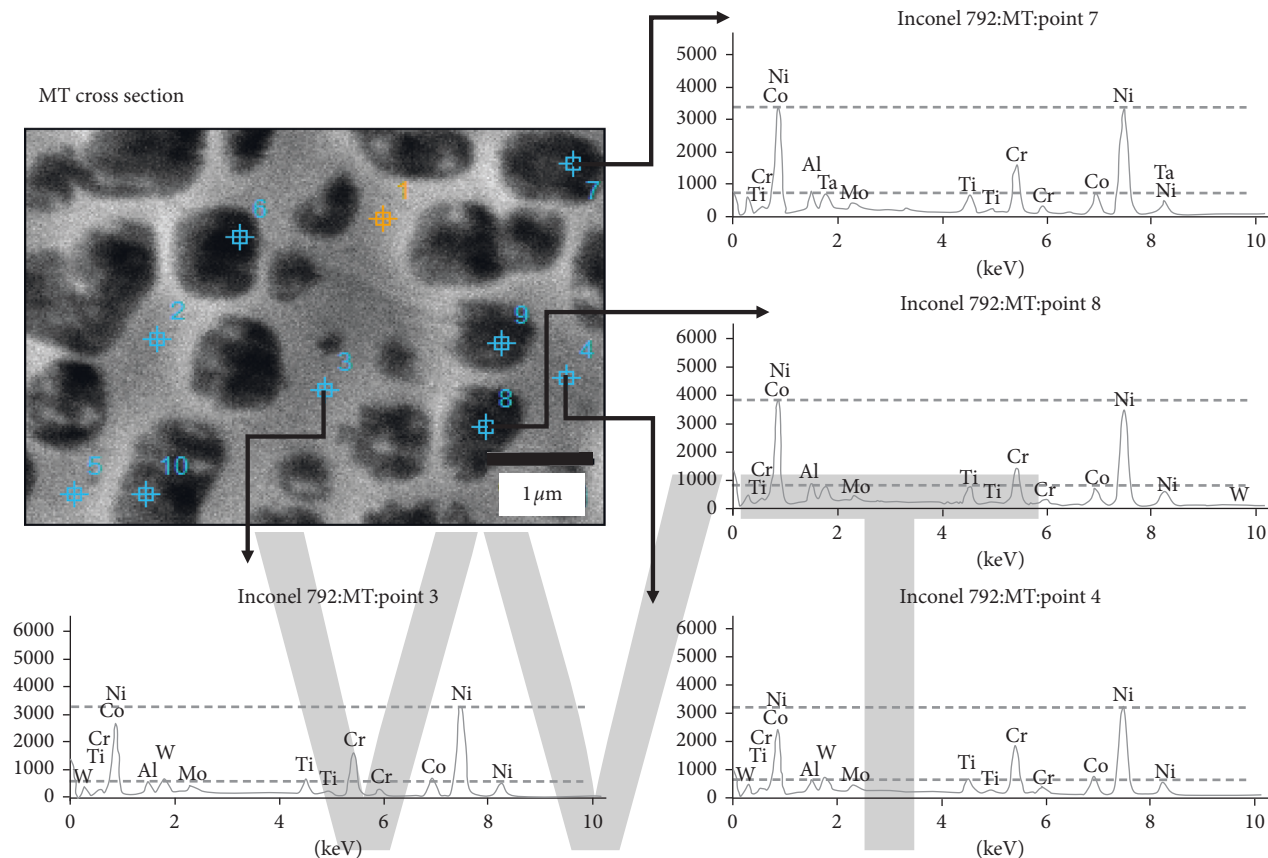 MT cross section
1
2
3
4
5
6
7
8
9
10
1 μm
Inconel 792:MT:point 7
5000
4000
3000
2000
1000
0
Ni
Co
Cr
Ti
Al
Ta
Mo
Ti
Ti
Cr
Cr
Co
Ni
Ta
Ni
0 2 4 6 8 10
(keV)
Inconel 792:MT:point 8
6000
5000
4000
3000
2000
1000
0
Ni
Co
Cr
Ti
Al
Mo
Ti
Ti
Cr
Cr
Co
Ni
Ni
W
0 2 4 6 8 10
(keV)
Inconel 792:MT:point 3
6000
5000
4000
3000
2000
1000
0
Ni
Co
Cr
Ti
W
Al
W
Mo
Ti
Ti
Cr
Cr
Co
Ni
Ni
0 2 4 6 8 10
(keV)
Inconel 792:MT:point 4
6000
5000
4000
3000
2000
1000
0
Ni
Co
Cr
Ti
W
Al
W
Mo
Ti
Ti
Cr
Cr
Co
Ni
Ni
0 2 4 6 8 10
(keV)